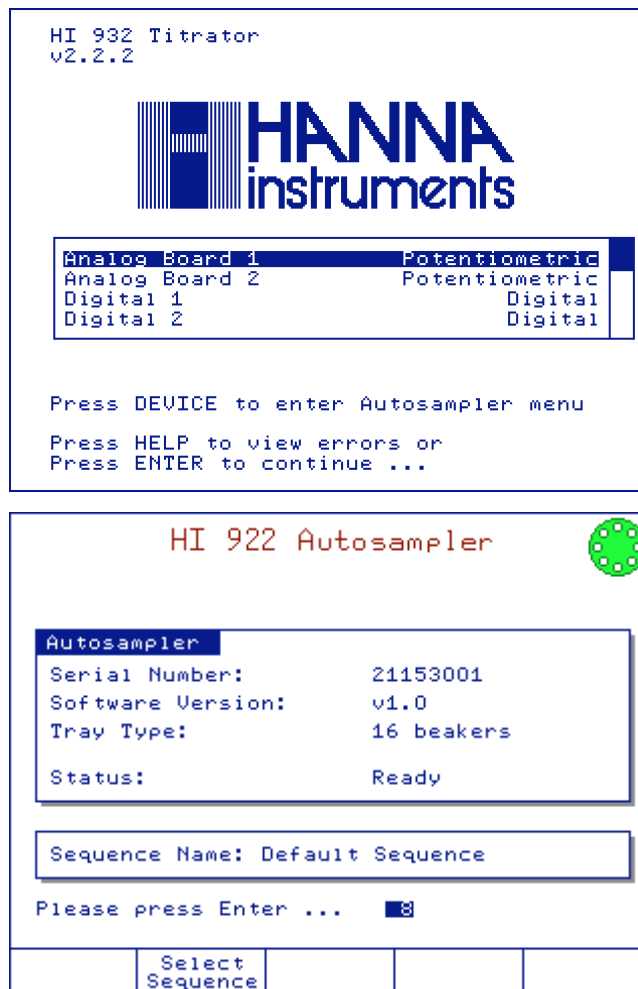 HI 932 Titrator
v2.2.2
HANNA
instruments
Analog Board 1 Potentiometric
Analog Board 2 Potentiometric
Digital 1 Digital
Digital 2 Digital
Press DEVICE to enter Autosampler menu
Press HELP to view errors or
Press ENTER to continue ...
HI 922 Autosampler
Autosampler
Serial Number: 21153001
Software Version: v1.0
Tray Type: 16 beakers
Status: Ready
Sequence Name: Default Sequence
Please press Enter ... 8
Select
Sequence